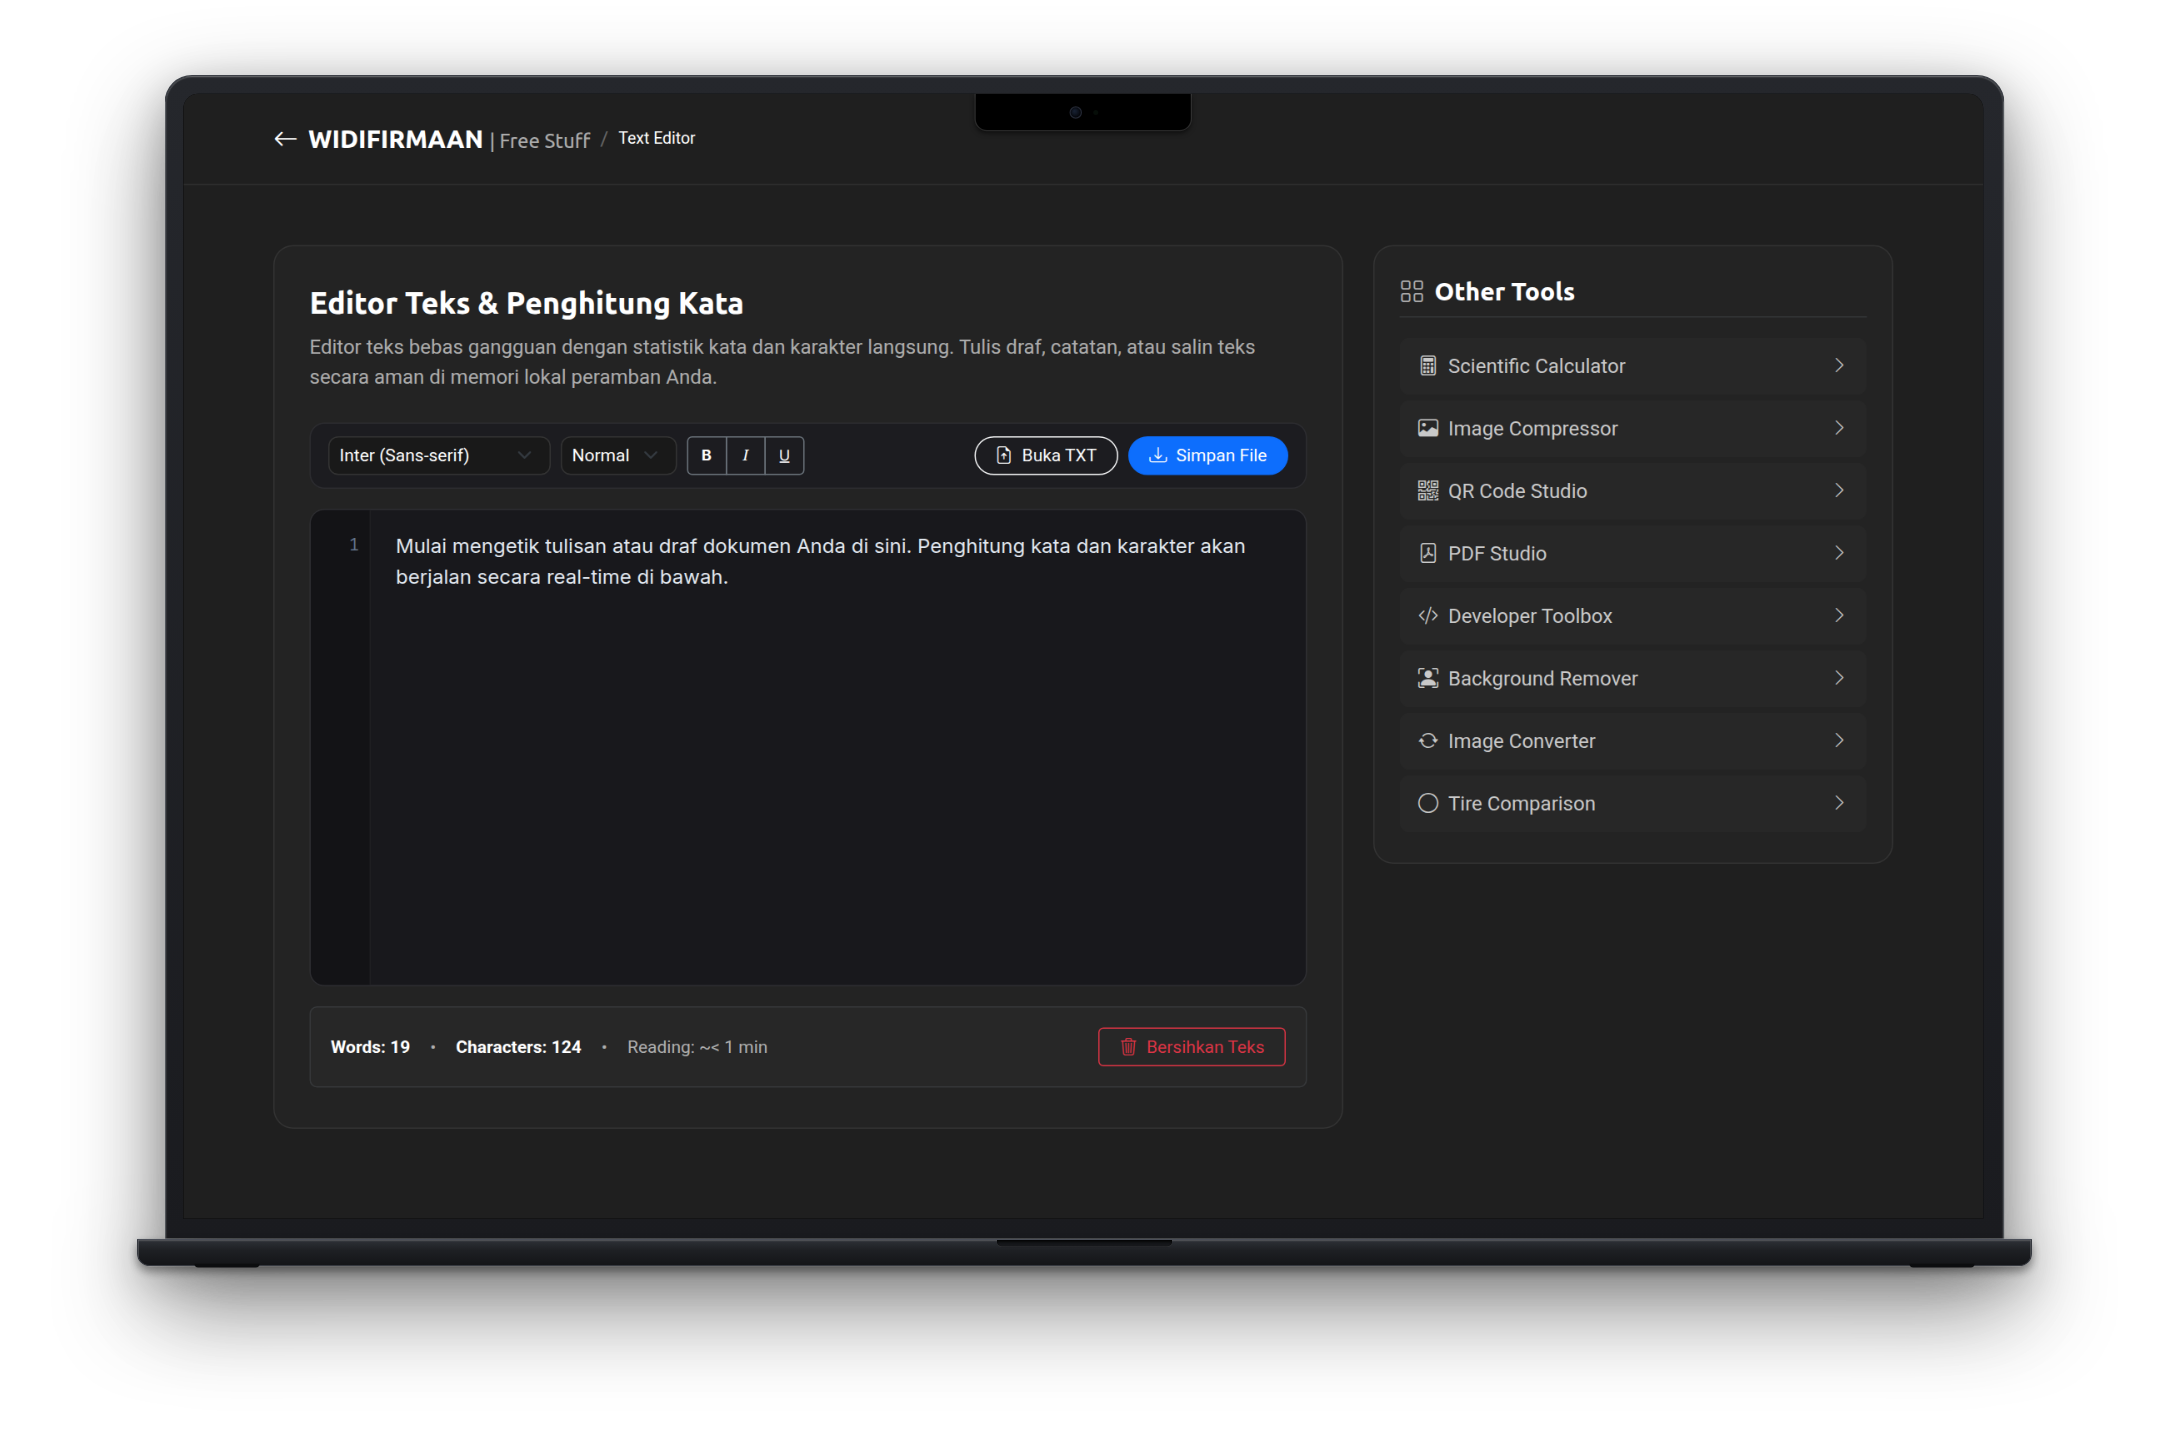 WIDIFIRMAAN | Free Stuff / Text Editor
Editor Teks & Penghitung Kata
Editor teks bebas gangguan dengan statistik kata dan karakter langsung. Tulis draf, catatan, atau salin teks
secara aman di memori lokal peramban Anda.
Inter (Sans-serif) Normal B I U Buka TXT Simpan File
1 Mulai mengetik tulisan atau draf dokumen Anda di sini. Penghitung kata dan karakter akan
berjalan secara real-time di bawah.
Words: 19 • Characters: 124 • Reading: ~< 1 min Bersihkan Teks
Other Tools
Scientific Calculator
Image Compressor
QR Code Studio
PDF Studio
Developer Toolbox
Background Remover
Image Converter
Tire Comparison